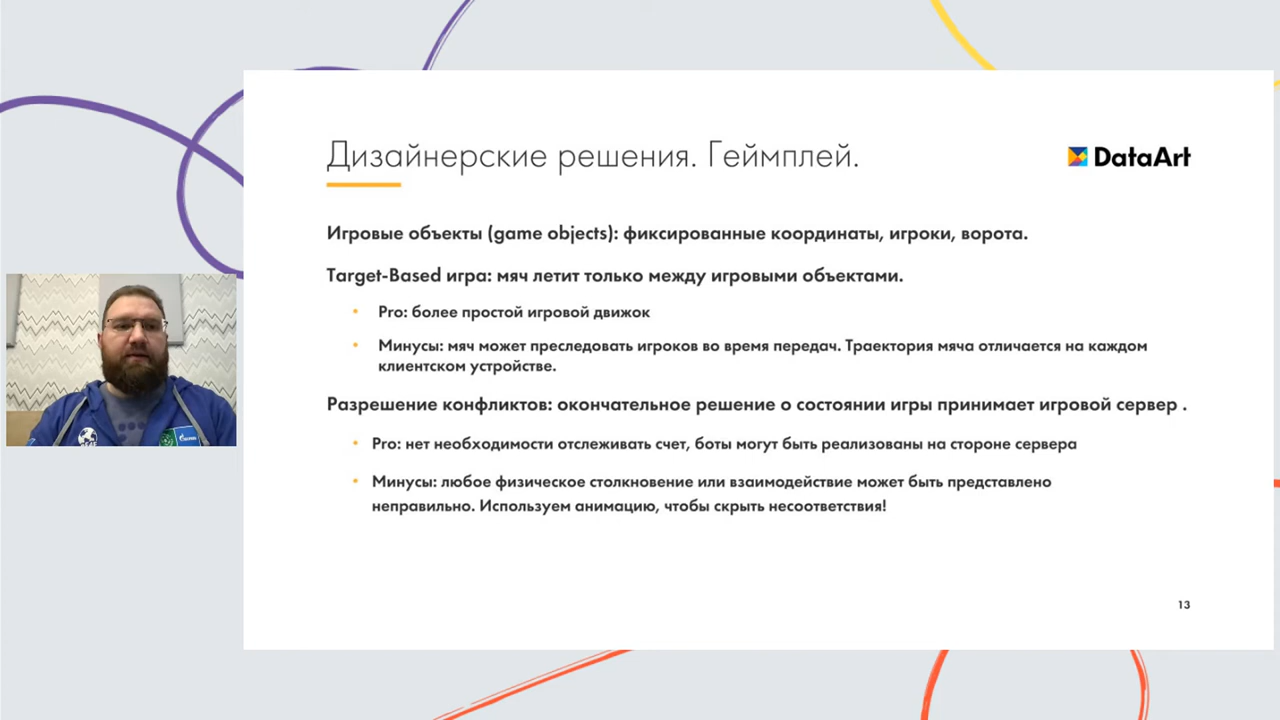 Дизайнерские решения. Геймплей.
DataArt
Игровые объекты (game objects): фиксированные координаты, игроки, ворота.
Target-Based игра: мяч летит только между игровыми объектами.
• Pro: более простой игровой движок
• Минусы: мяч может преследовать игроков во время передач. Траектория мяча отличается на каждом
клиентском устройстве.
Разрешение конфликтов: окончательное решение о состоянии игры принимает игровой сервер .
• Pro: нет необходимости отслеживать счет, боты могут быть реализованы на стороне сервера
• Минусы: любое физическое столкновение или взаимодействие может быть представлено
неправильно. Используем анимацию, чтобы скрыть несоответствия!
13